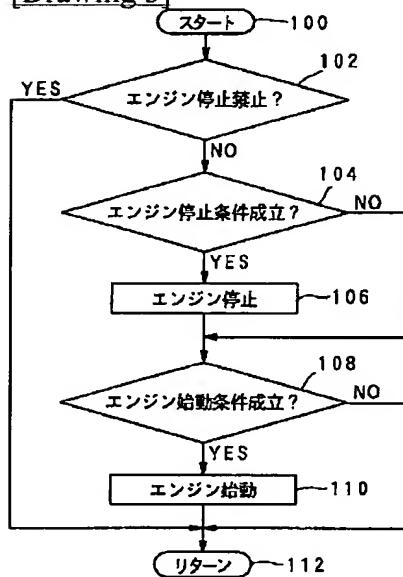 スタート 100
102
エンジン停止禁止？
YES
NO
104
エンジン停止条件成立？
NO
YES
エンジン停止 106
108
エンジン始動条件成立？
NO
YES
エンジン始動 110
リターン 112